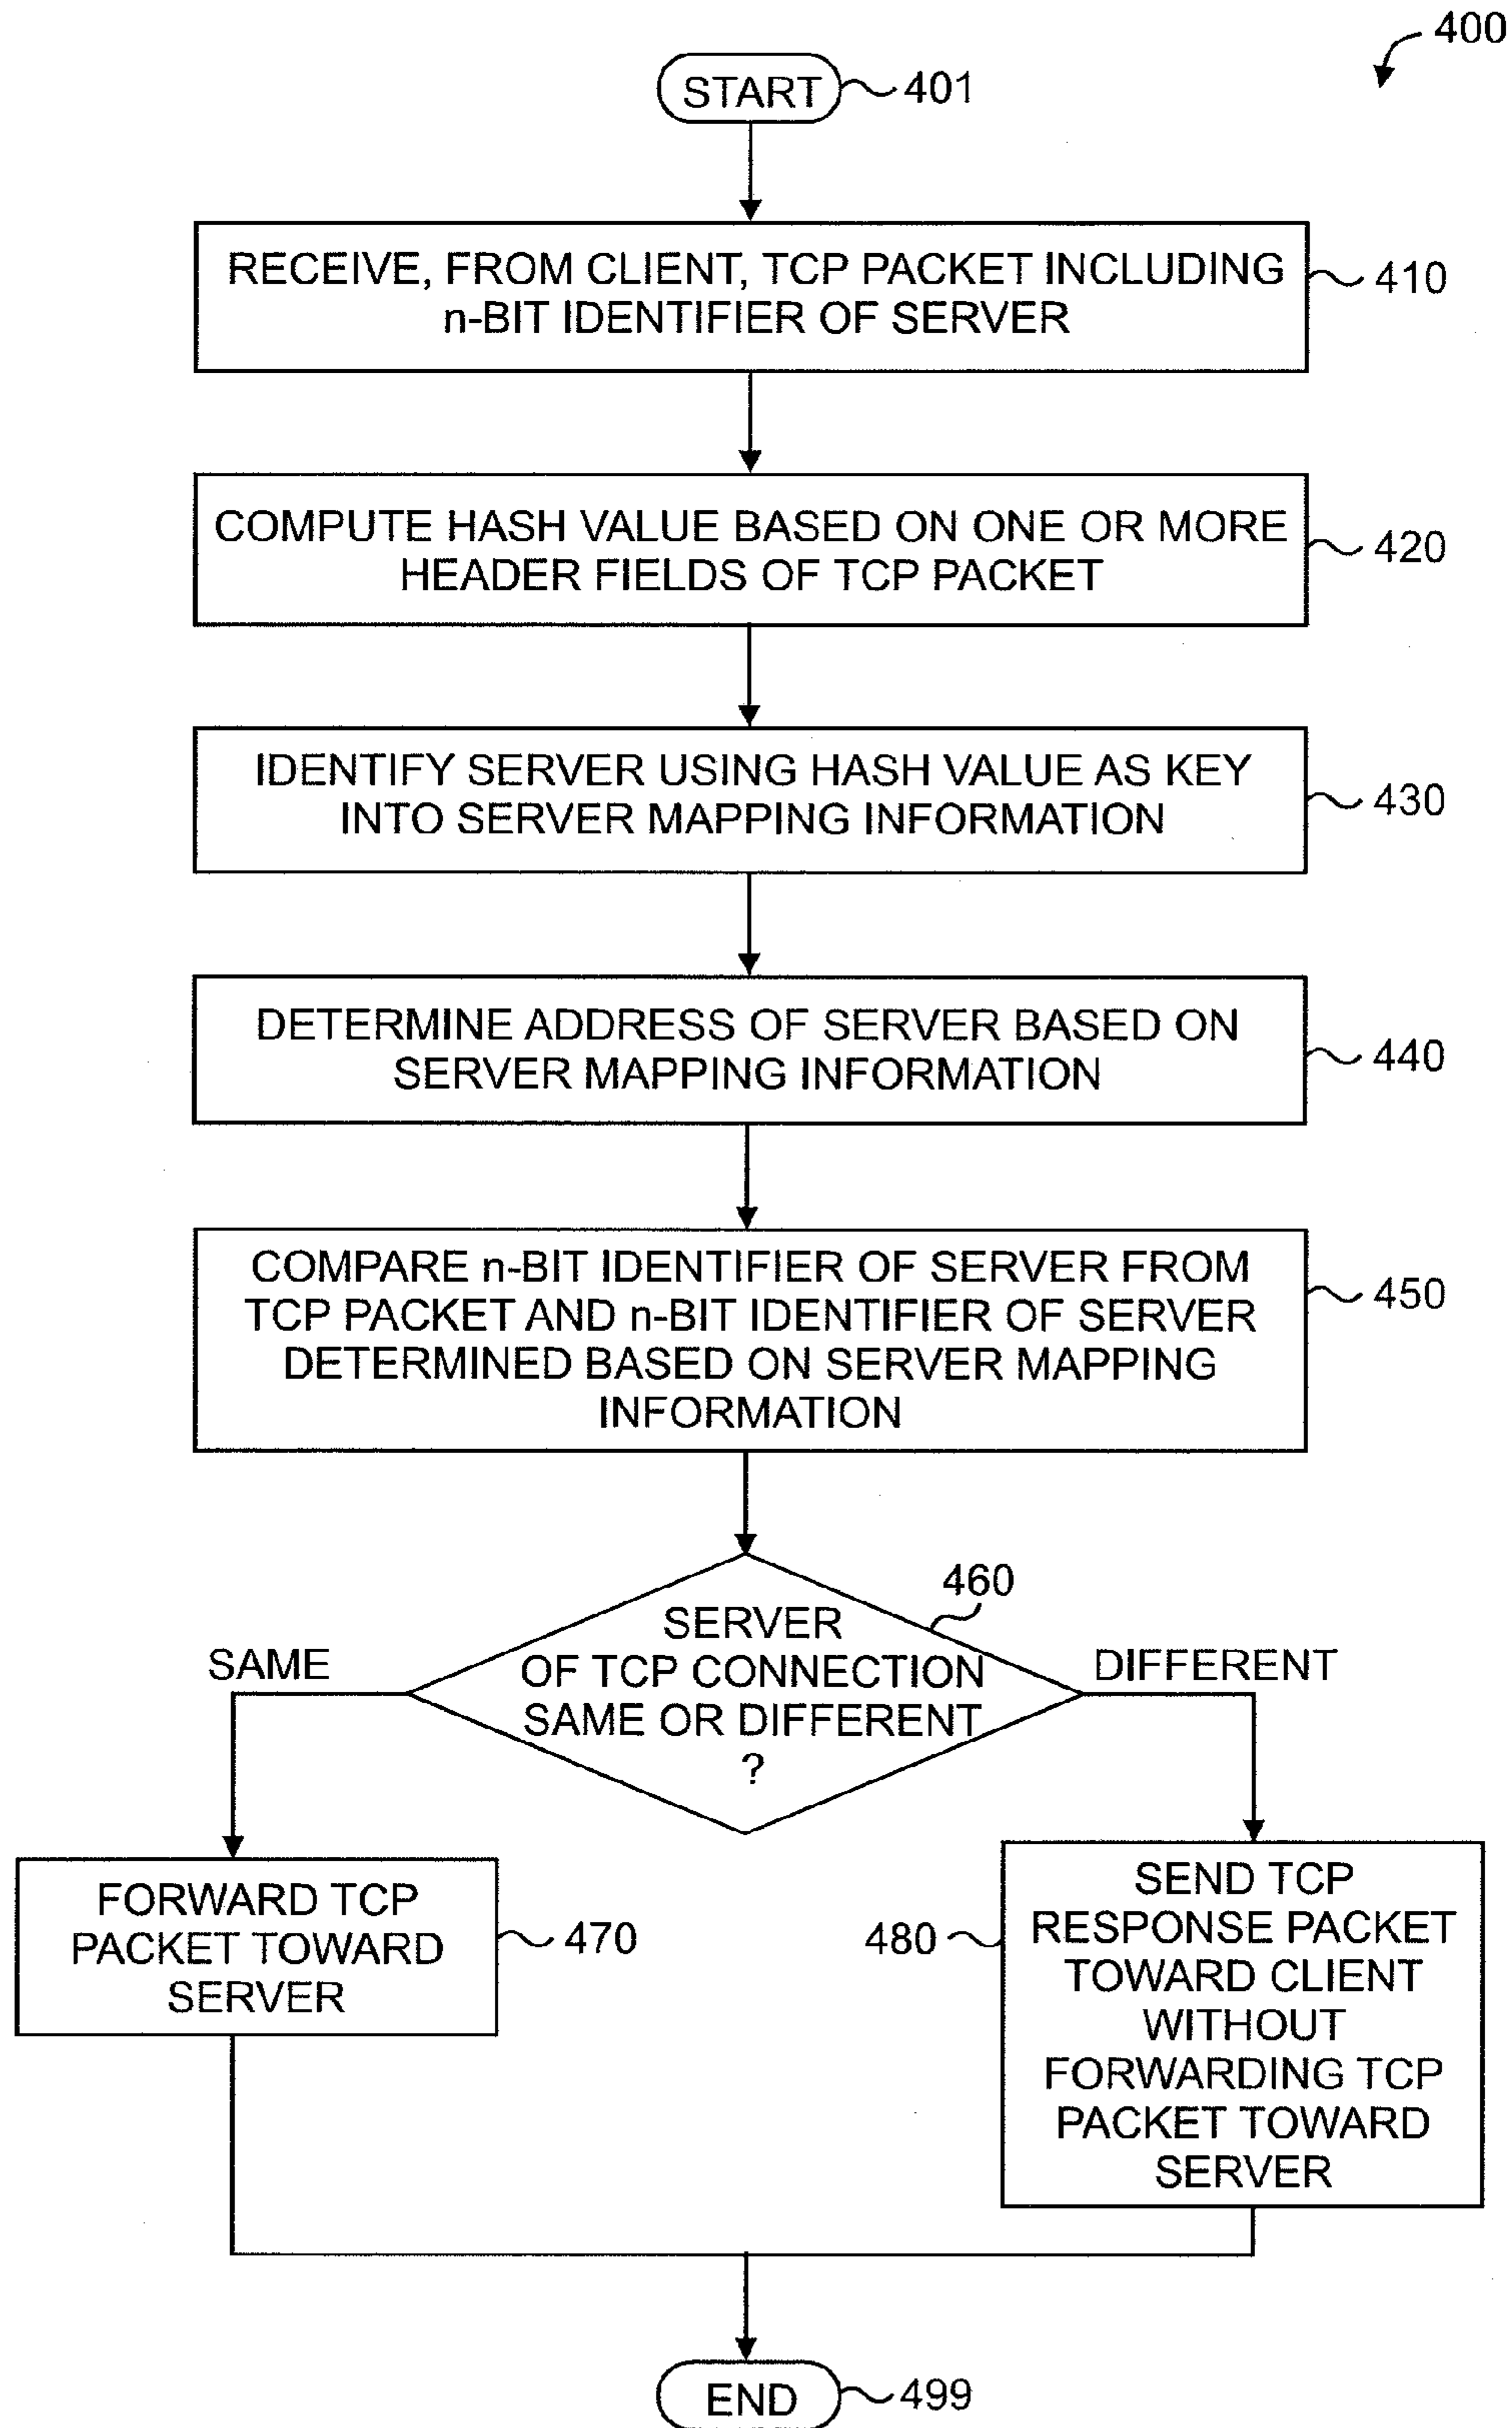 400
START
401
RECEIVE, FROM CLIENT, TCP PACKET INCLUDING
n-BIT IDENTIFIER OF SERVER
410
COMPUTE HASH VALUE BASED ON ONE OR MORE
HEADER FIELDS OF TCP PACKET
420
IDENTIFY SERVER USING HASH VALUE AS KEY
INTO SERVER MAPPING INFORMATION
430
DETERMINE ADDRESS OF SERVER BASED ON
SERVER MAPPING INFORMATION
440
COMPARE n-BIT IDENTIFIER OF SERVER FROM
TCP PACKET AND n-BIT IDENTIFIER OF SERVER
DETERMINED BASED ON SERVER MAPPING
INFORMATION
450
460
SERVER
OF TCP CONNECTION
SAME OR DIFFERENT
?
SAME
DIFFERENT
FORWARD TCP
PACKET TOWARD
SERVER
470
480
SEND TCP
RESPONSE PACKET
TOWARD CLIENT
WITHOUT
FORWARDING TCP
PACKET TOWARD
SERVER
END
499